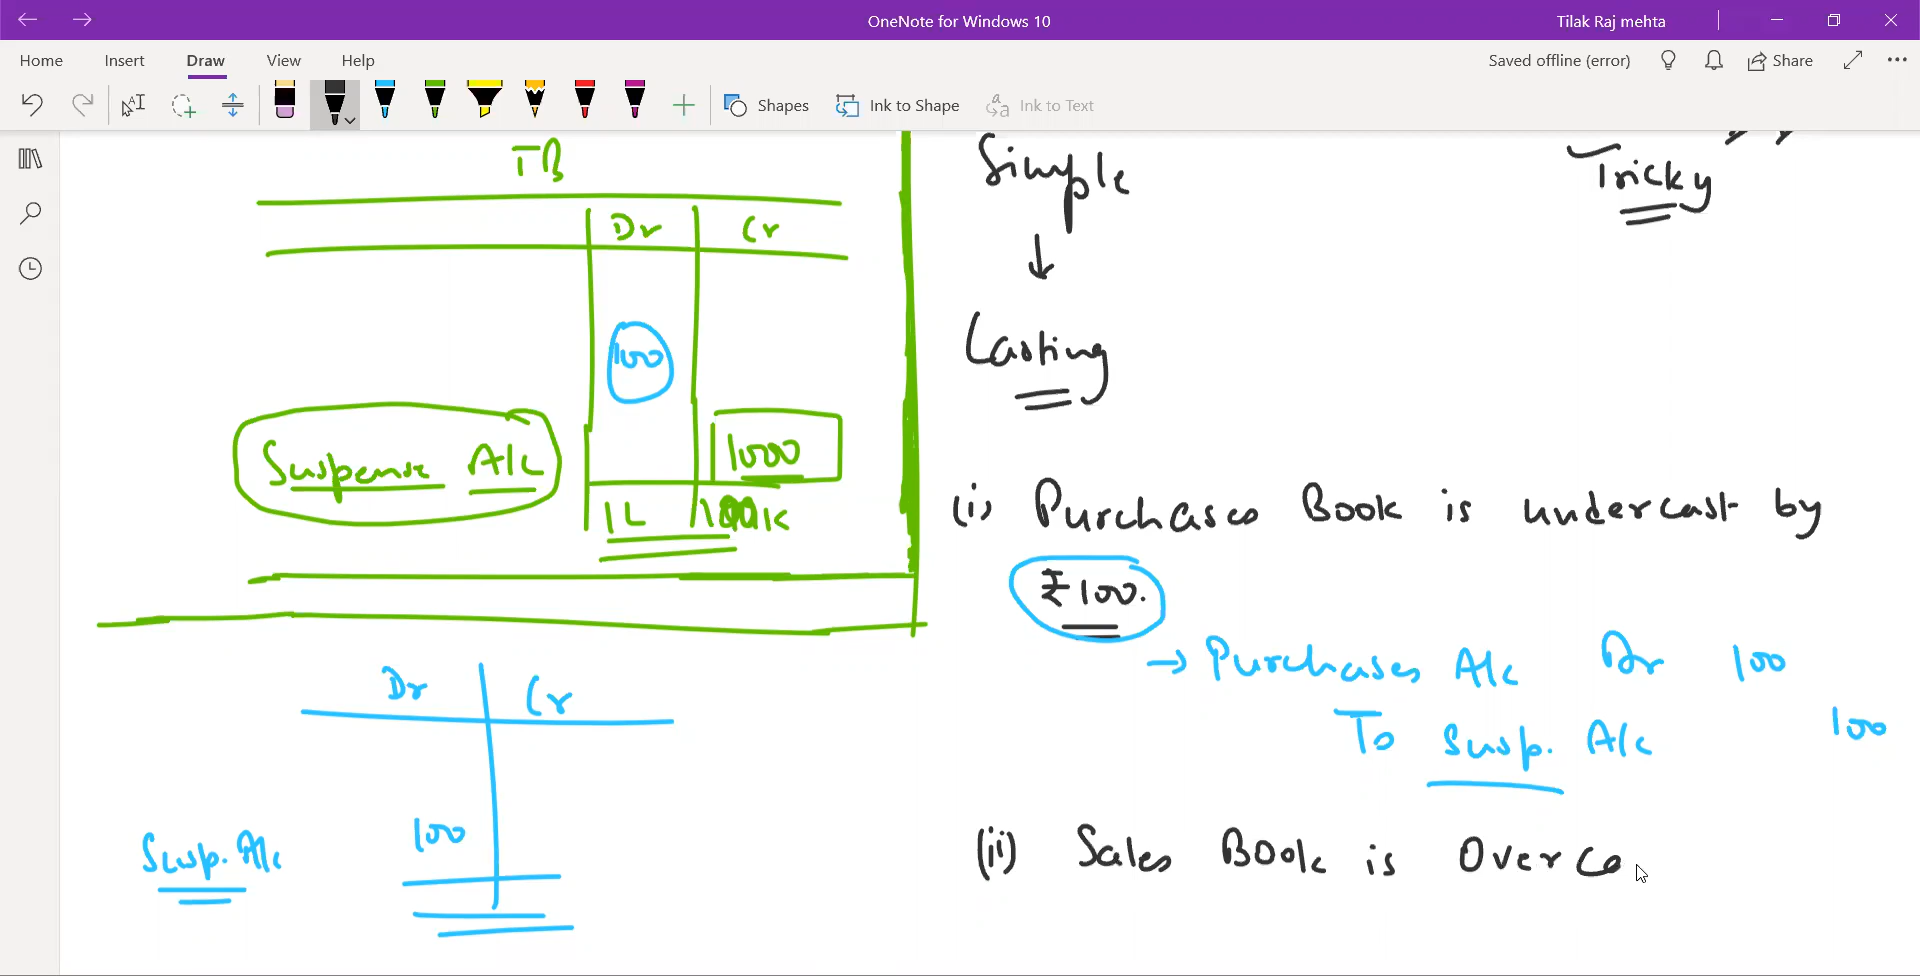 OneNote for Windows 10
Tilak Raj mehta
Home Insert Draw View Help
Saved offline (error) Share
Shapes Ink to Shape Ink to Text
TB
Dr Cr
100
Suspense A/c 1000
1L K
Dr Cr
Susp. A/c 100
Simple
Tricky
Casting
(i) Purchases Book is undercast by
₹100.
→ Purchases A/c Dr 100
To Susp. A/c 100
(ii) Sales Book is Overca